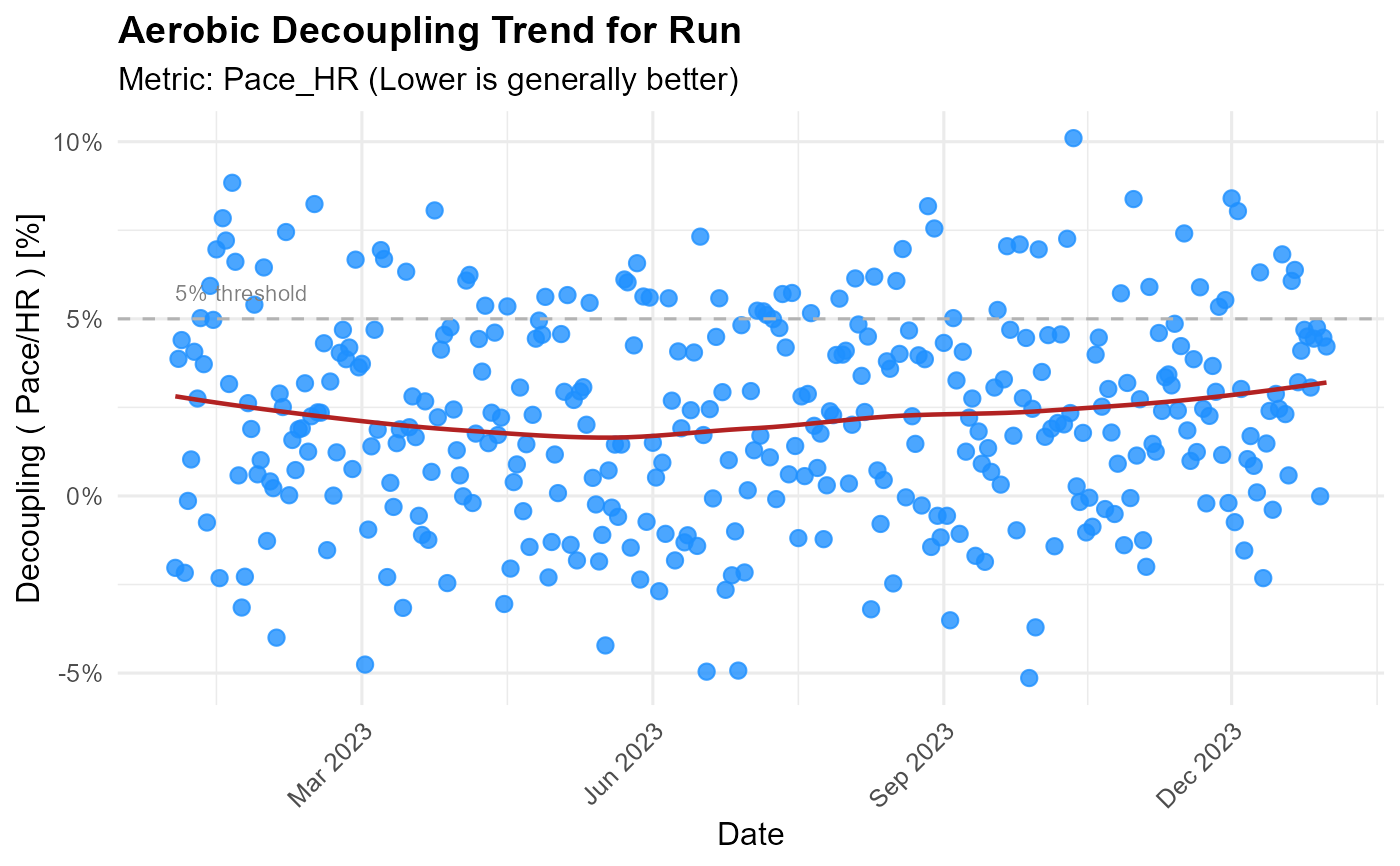 Aerobic Decoupling Trend for Run
Metric: Pace_HR (Lower is generally better)
Decoupling ( Pace/HR ) [%]
10%
5%
0%
-5%
5% threshold
Mar 2023
Jun 2023
Sep 2023
Dec 2023
Date